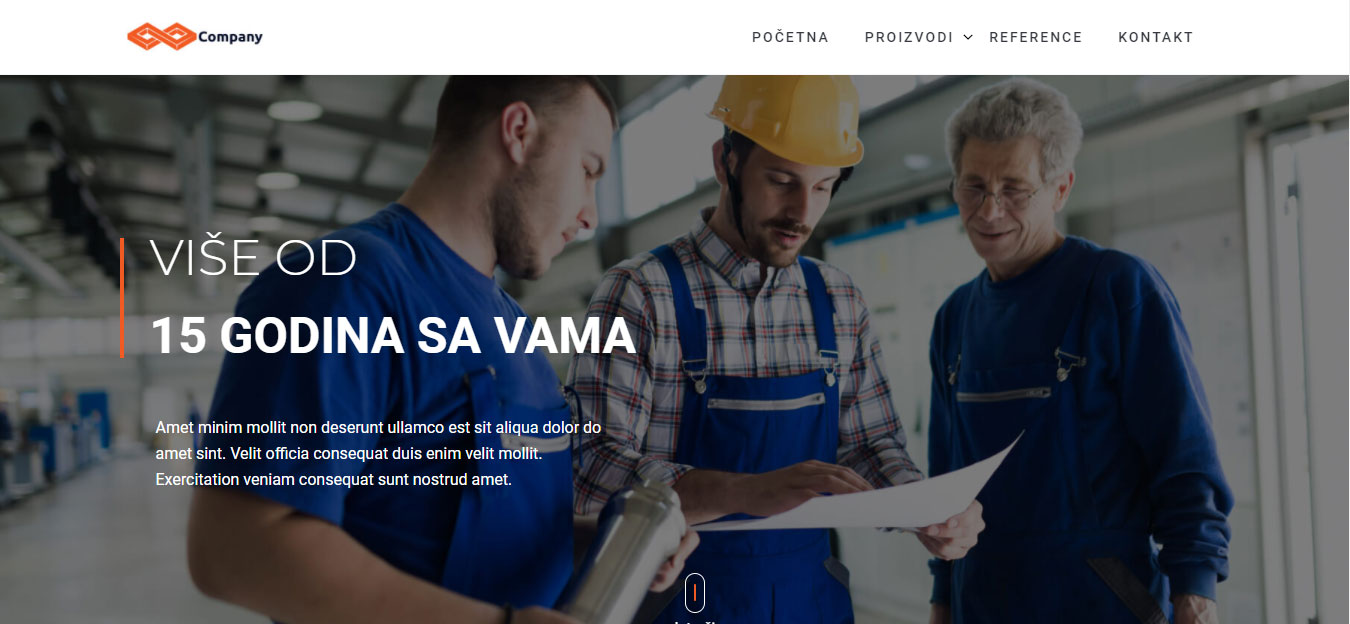 Company
POČETNA
PROIZVODI
REFERENCE
KONTAKT
VIŠE OD
15 GODINA SA VAMA
Amet minim mollit non deserunt ullamco est sit aliqua dolor do
amet sint. Velit officia consequat duis enim velit mollit.
Exercitation veniam consequat sunt nostrud amet.